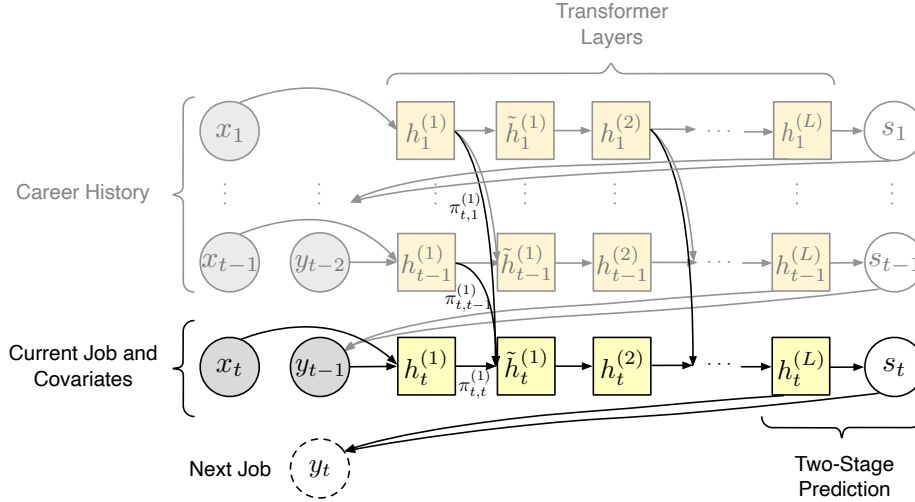 Transformer
Layers
x_1 h_1^{(1)} \tilde{h}_1^{(1)} h_1^{(2)} ... h_1^{(L)} s_1
Career History
π_{t,1}^{(1)}
x_{t-1} y_{t-2} h_{t-1}^{(1)} \tilde{h}_{t-1}^{(1)} h_{t-1}^{(2)} ... h_{t-1}^{(L)} s_{t-1}
π_{t,t-1}^{(1)}
Current Job and
Covariates
x_t y_{t-1} h_t^{(1)} π_{t,t}^{(1)} \tilde{h}_t^{(1)} h_t^{(2)} ... h_t^{(L)} s_t
Next Job y_t
Two-Stage
Prediction